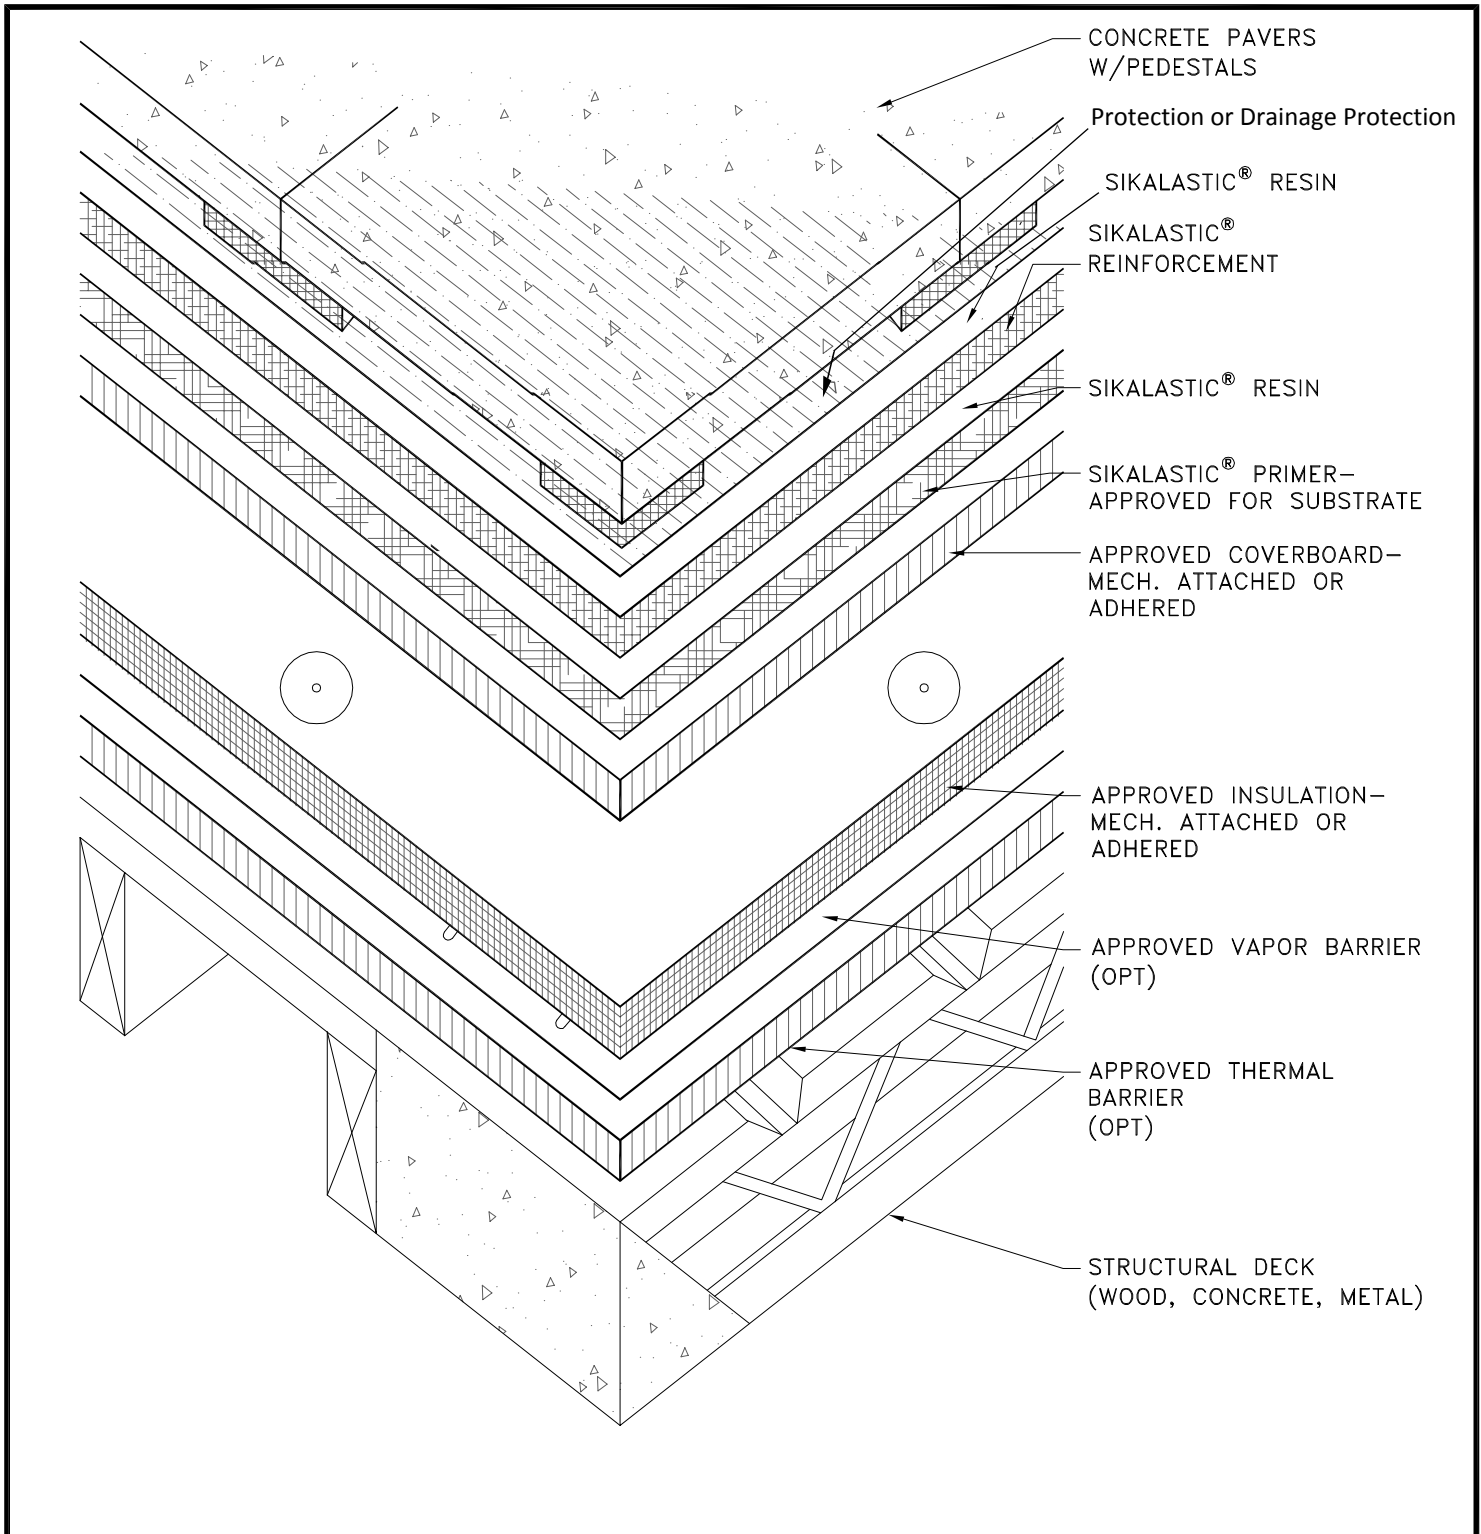 CONCRETE PAVERS
W/PEDESTALS
Protection or Drainage Protection
SIKALASTIC® RESIN
SIKALASTIC®
REINFORCEMENT
SIKALASTIC® RESIN
SIKALASTIC® PRIMER–
APPROVED FOR SUBSTRATE
APPROVED COVERBOARD–
MECH. ATTACHED OR
ADHERED
APPROVED INSULATION–
MECH. ATTACHED OR
ADHERED
APPROVED VAPOR BARRIER
(OPT)
APPROVED THERMAL
BARRIER
(OPT)
STRUCTURAL DECK
(WOOD, CONCRETE, METAL)